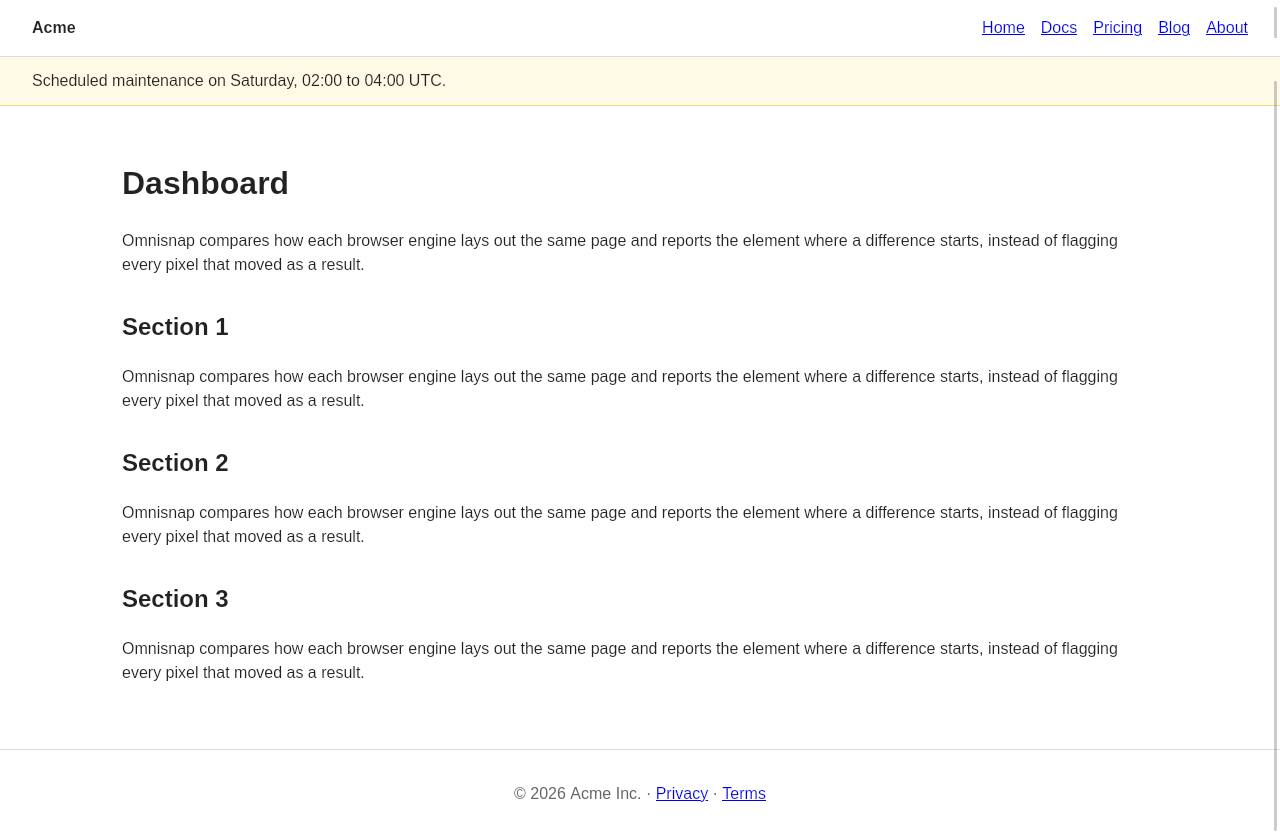 Acme
Home Docs Pricing Blog About
Scheduled maintenance on Saturday, 02:00 to 04:00 UTC.
Dashboard
Omnisnap compares how each browser engine lays out the same page and reports the element where a difference starts, instead of flagging
every pixel that moved as a result.
Section 1
Omnisnap compares how each browser engine lays out the same page and reports the element where a difference starts, instead of flagging
every pixel that moved as a result.
Section 2
Omnisnap compares how each browser engine lays out the same page and reports the element where a difference starts, instead of flagging
every pixel that moved as a result.
Section 3
Omnisnap compares how each browser engine lays out the same page and reports the element where a difference starts, instead of flagging
every pixel that moved as a result.
© 2026 Acme Inc. · Privacy · Terms